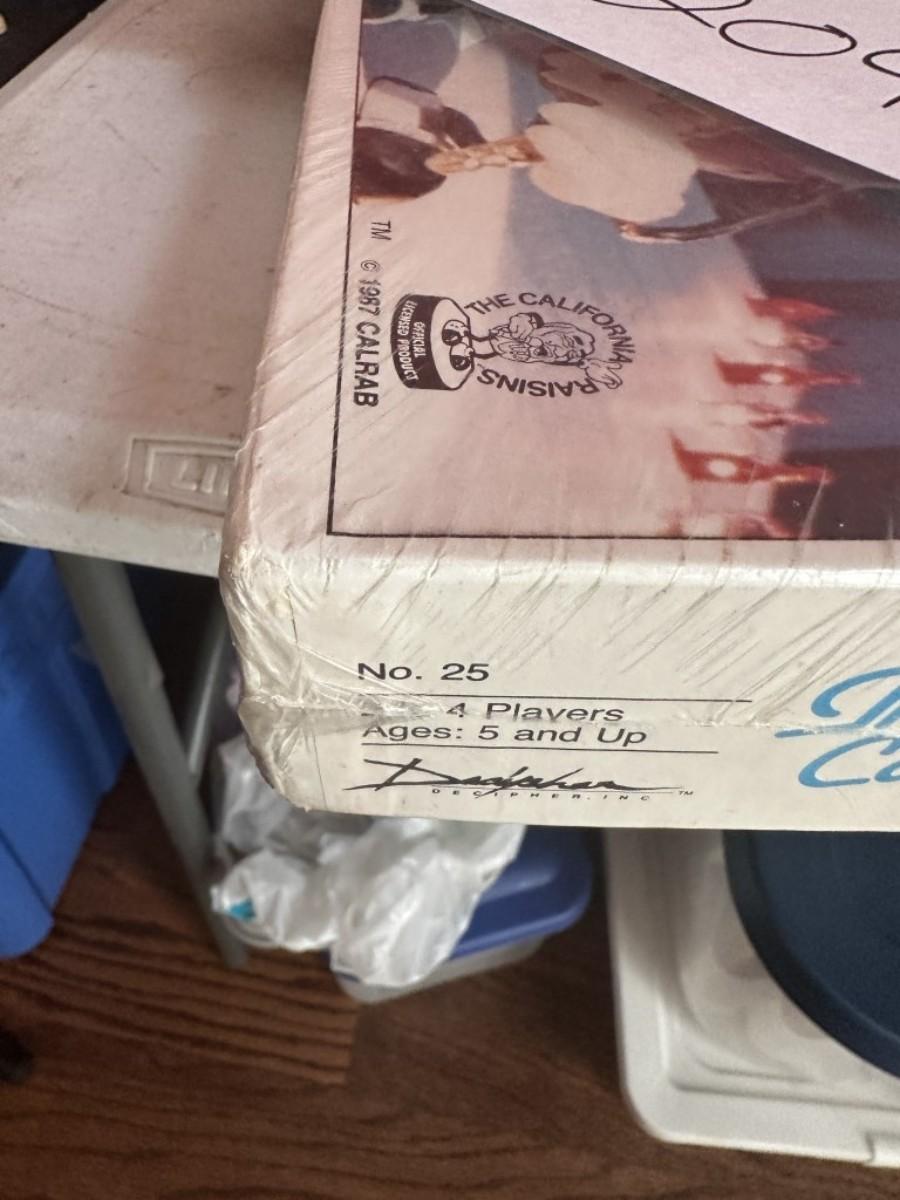 TM © 1987 CALRAB
OFFICIAL
LICENSED PRODUCT
THE CALIFORNIA
RAISINS
No. 25
4 Players
Ages: 5 and Up
Decipher
DECIPHER, INC. TM